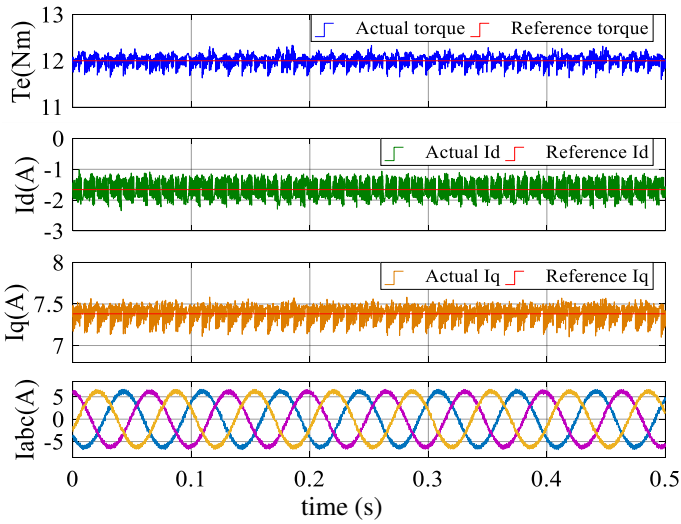 Te(Nm)
13
12
11
Actual torque Reference torque
Id(A)
0
-1
-2
-3
Actual Id Reference Id
Iq(A)
8
7.5
7
Actual Iq Reference Iq
Iabc(A)
5
0
-5
0 0.1 0.2 0.3 0.4 0.5
time (s)